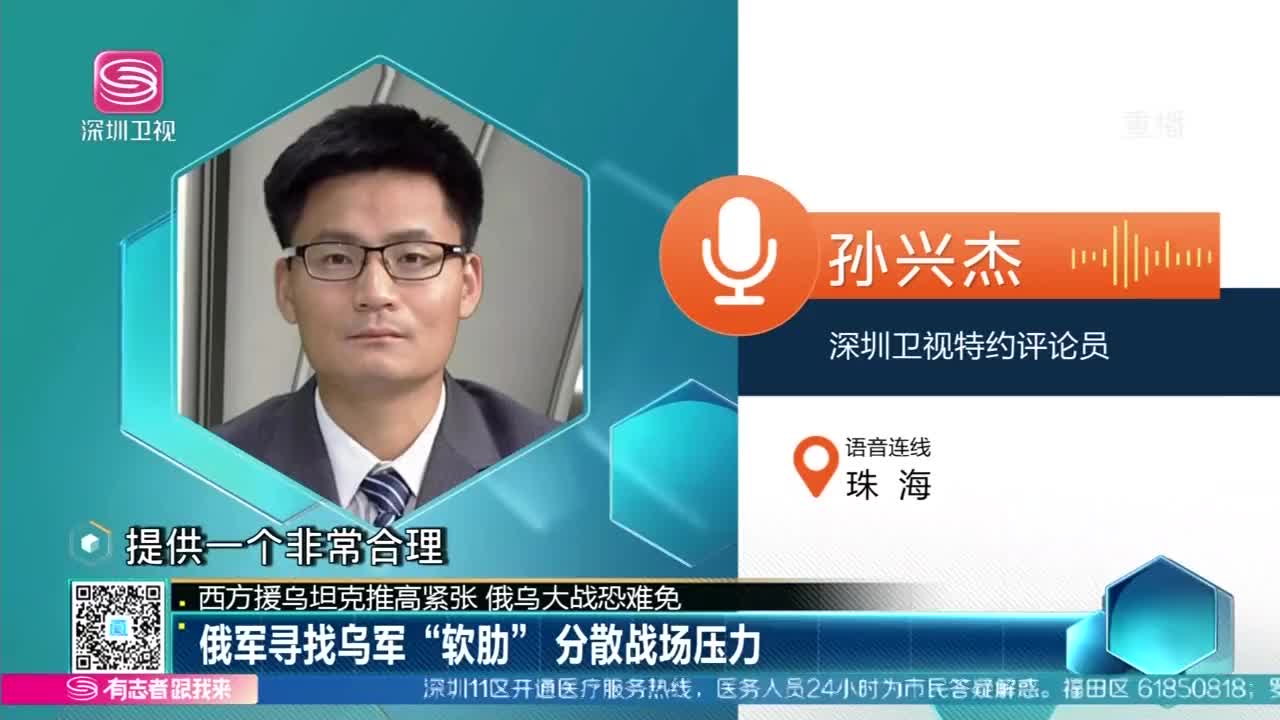 深圳卫视
重播
孙兴杰
深圳卫视特约评论员
语音连线
珠海
提供一个非常合理
西方援乌坦克推高紧张 俄乌大战恐难免
俄军寻找乌军“软肋” 分散战场压力
有志者跟我来
深圳11区开通医疗服务热线，医务人员24小时为市民答疑解惑。福田区 61850818；